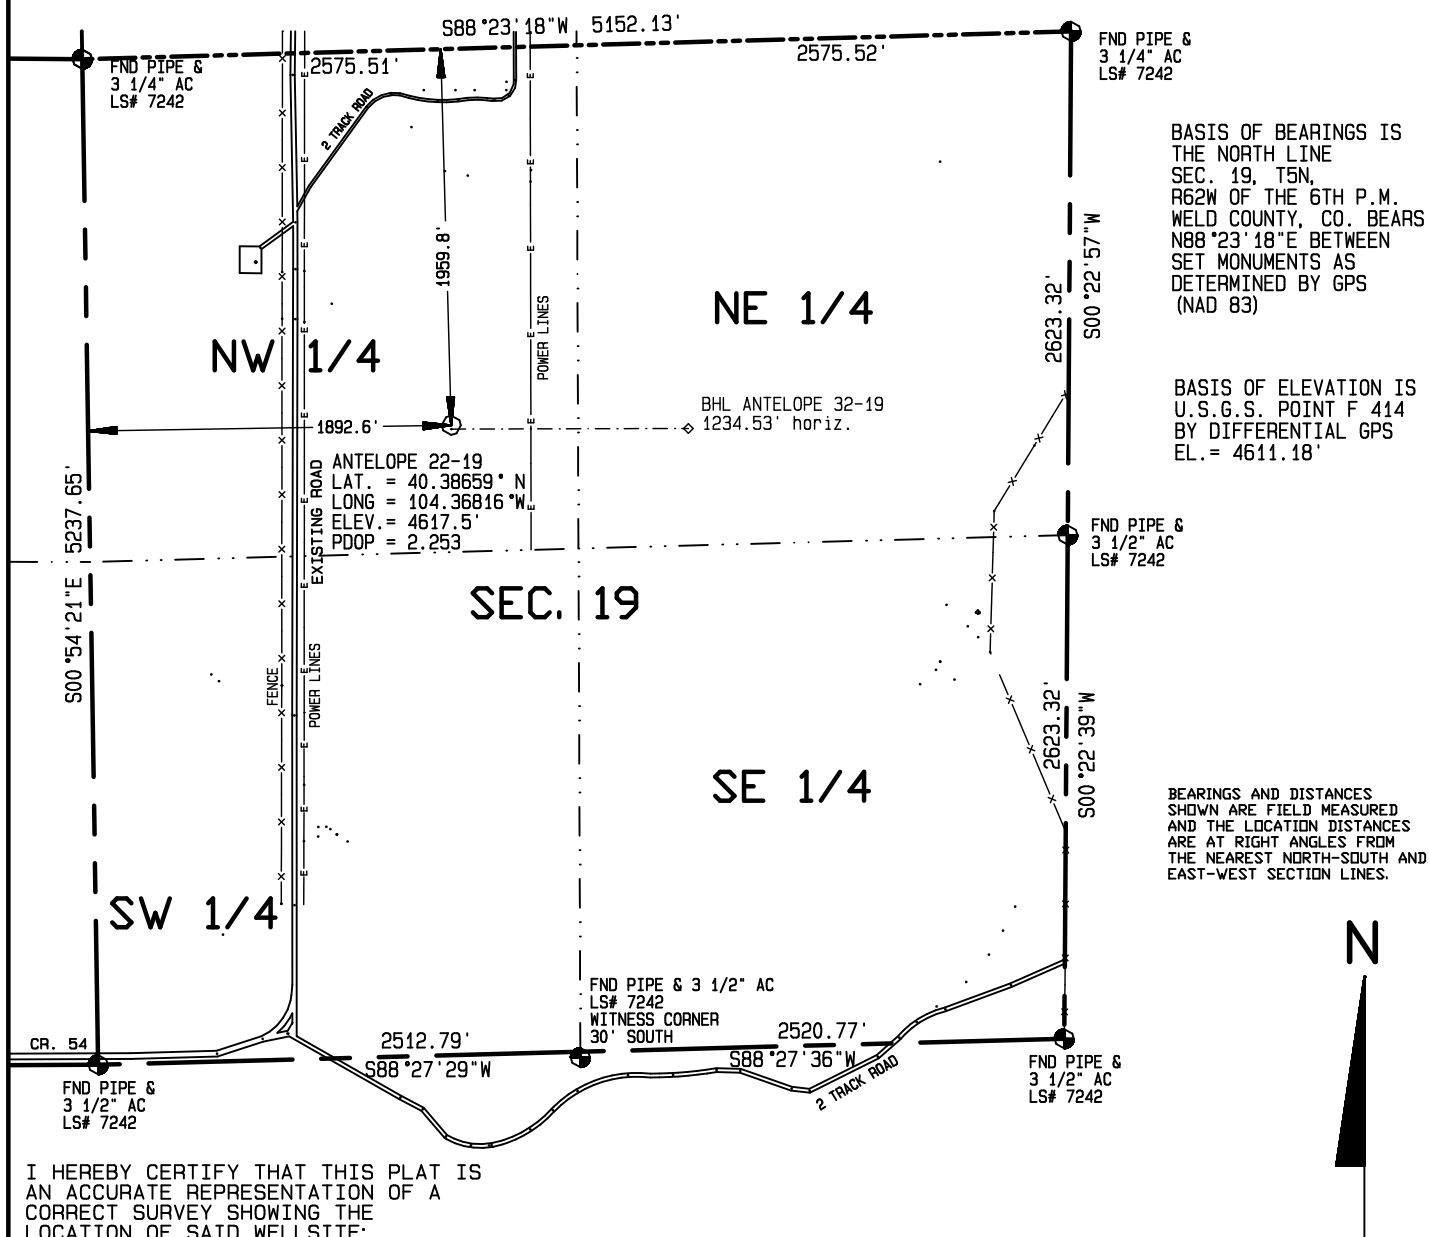 S88°23'18"W 5152.13'
2575.51'
2575.52'
FND PIPE &
3 1/4" AC
LS# 7242
FND PIPE &
3 1/4" AC
LS# 7242
2 TRACK ROAD
BASIS OF BEARINGS IS
THE NORTH LINE
SEC. 19, T5N,
R62W OF THE 6TH P.M.
WELD COUNTY, CO. BEARS
N88°23'18"E BETWEEN
SET MONUMENTS AS
DETERMINED BY GPS
(NAD 83)
1959.8'
S00°22'57"W
2623.32'
NE 1/4
NW 1/4
POWER LINES
BASIS OF ELEVATION IS
U.S.G.S. POINT F 414
BY DIFFERENTIAL GPS
EL.= 4611.18'
BHL ANTELOPE 32-19
1234.53' horiz.
1892.6'
ANTELOPE 22-19
LAT. = 40.38659° N
LONG = 104.36816°W
ELEV.= 4617.5'
PDOP = 2.253
EXISTING ROAD
S00°54'21"E 5237.65'
FND PIPE &
3 1/2" AC
LS# 7242
SEC. 19
FENCE
POWER LINES
2623.32'
S00°22'39"W
SE 1/4
BEARINGS AND DISTANCES
SHOWN ARE FIELD MEASURED
AND THE LOCATION DISTANCES
ARE AT RIGHT ANGLES FROM
THE NEAREST NORTH-SOUTH AND
EAST-WEST SECTION LINES.
SW 1/4
N
FND PIPE & 3 1/2" AC
LS# 7242
WITNESS CORNER
30' SOUTH
CR. 54
2512.79'
S88°27'29"W
2520.77'
S88°27'36"W
2 TRACK ROAD
FND PIPE &
3 1/2" AC
LS# 7242
FND PIPE &
3 1/2" AC
LS# 7242
I HEREBY CERTIFY THAT THIS PLAT IS
AN ACCURATE REPRESENTATION OF A
CORRECT SURVEY SHOWING THE
LOCATION OF SAID WELLSITE: